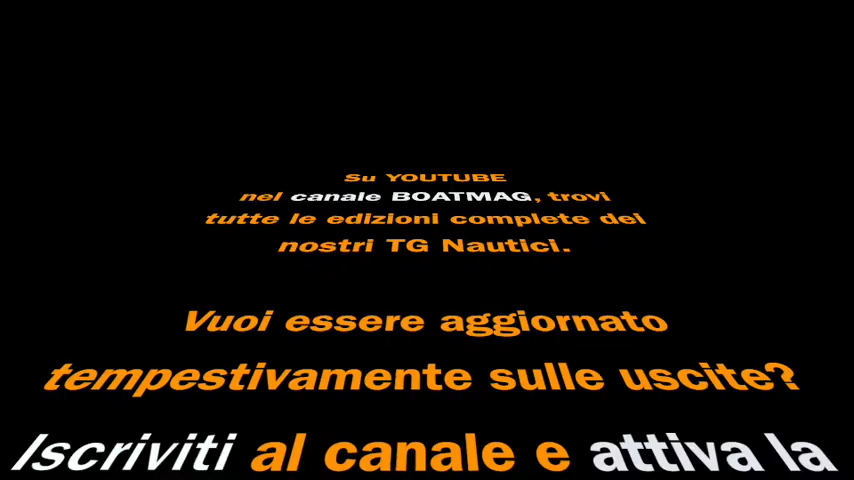 Su YOUTUBE
nel canale BOATMAG, trovi
tutte le edizioni complete dei
nostri TG Nautici.
Vuoi essere aggiornato
tempestivamente sulle uscite?
Iscriviti al canale e attiva la